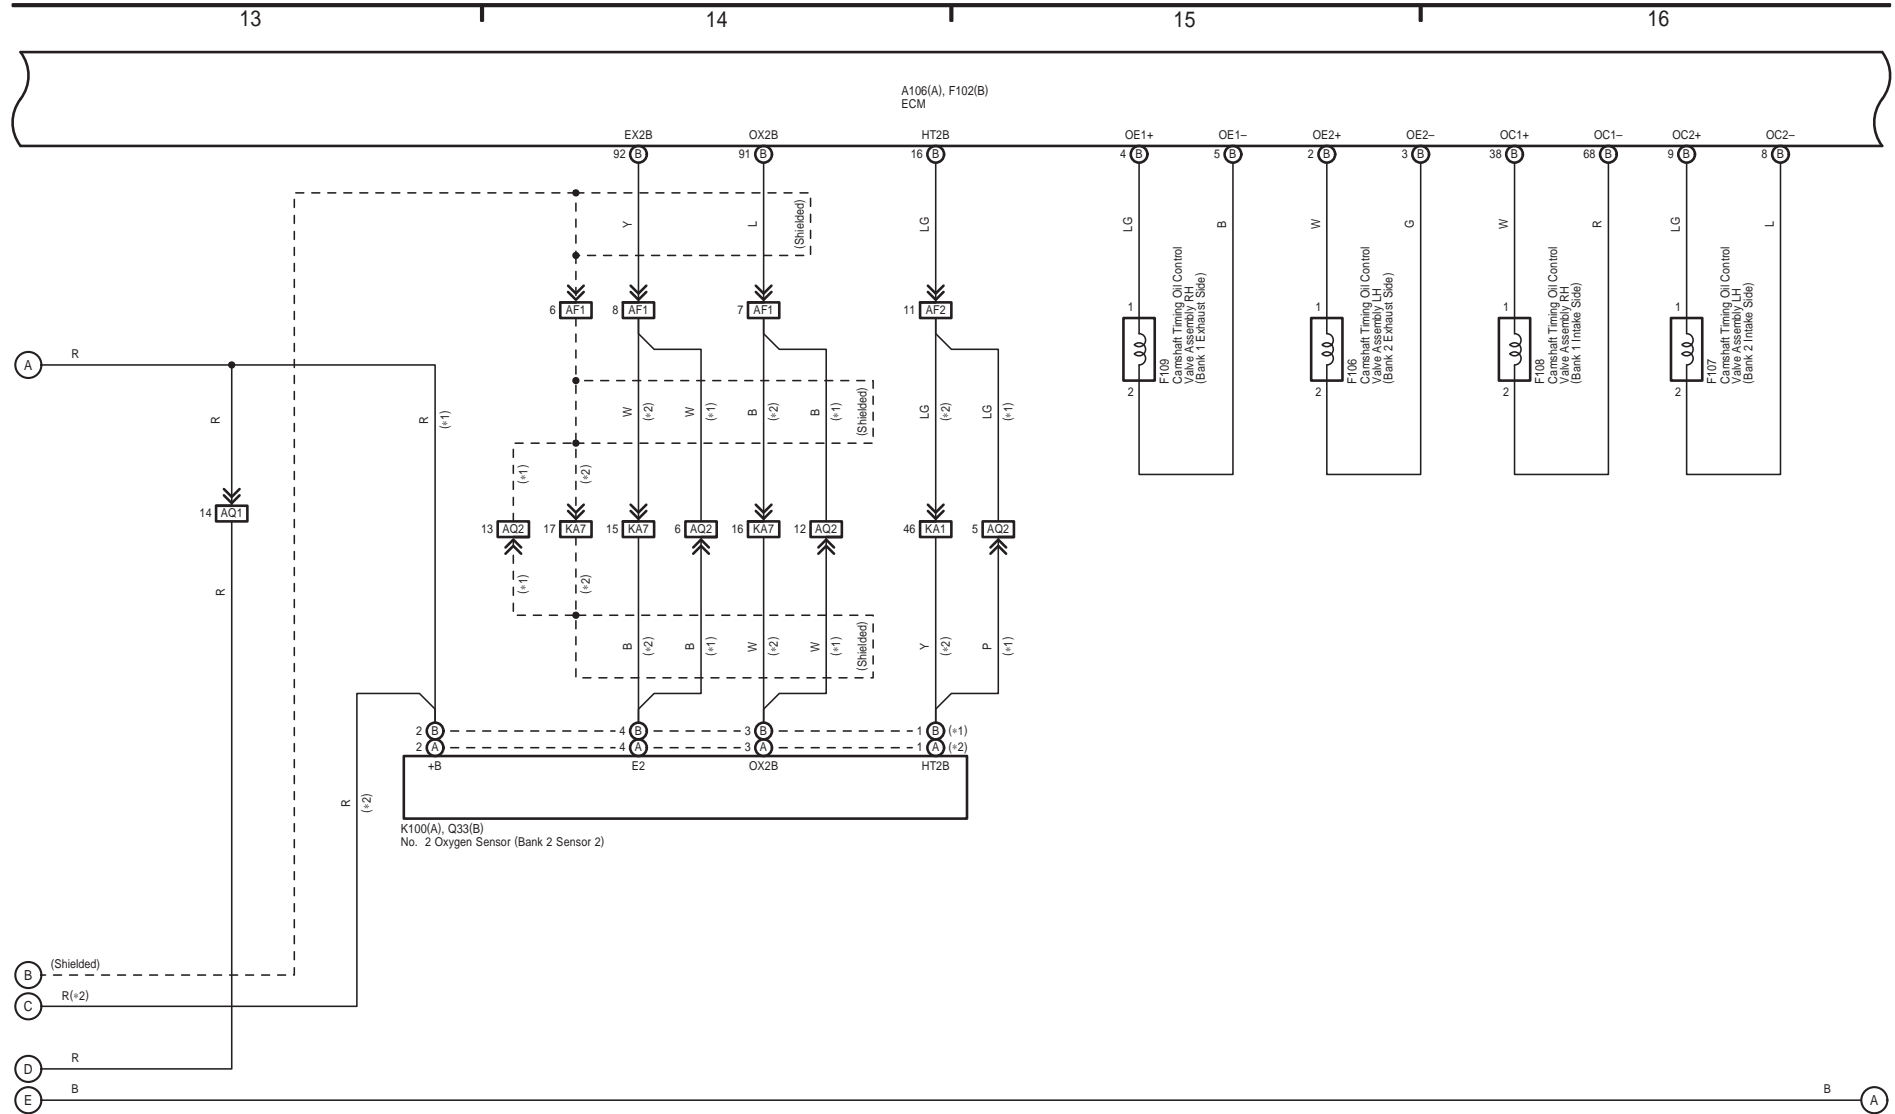 13 14 15 16
A106(A), F102(B)
ECM
EX2B OX2B HT2B OE1+ OE1– OE2+ OE2– OC1+ OC1– OC2+ OC2–
92 B 91 B 16 B 4 B 5 B 2 B 3 B 38 B 68 B 9 B 8 B
Y L (Shielded) LG LG B W G W R LG L
6 AF1 8 AF1 7 AF1 11 AF2
1 1 1 1
F109
Camshaft Timing Oil Control
Valve Assembly RH
(Bank 1 Exhaust Side)
F106
Camshaft Timing Oil Control
Valve Assembly LH
(Bank 2 Exhaust Side)
F108
Camshaft Timing Oil Control
Valve Assembly RH
(Bank 1 Intake Side)
F107
Camshaft Timing Oil Control
Valve Assembly LH
(Bank 2 Intake Side)
2 2 2 2
A R
R R (∗1) W (∗2) W (∗1) B (∗2) B (∗1) (Shielded) LG (∗2) LG (∗1)
(∗1) (∗2)
14 AQ1
13 AQ2 17 KA7 15 KA7 6 AQ2 16 KA7 12 AQ2 46 KA1 5 AQ2
R (∗1) (∗2)
B (∗2) B (∗1) W (∗2) W (∗1) (Shielded) Y (∗2) P (∗1)
2 B 4 B 3 B 1 B (∗1)
2 A 4 A 3 A 1 A (∗2)
+B E2 OX2B HT2B
R (∗2)
K100(A), Q33(B)
No. 2 Oxygen Sensor (Bank 2 Sensor 2)
B (Shielded)
C R(∗2)
D R
E B B A